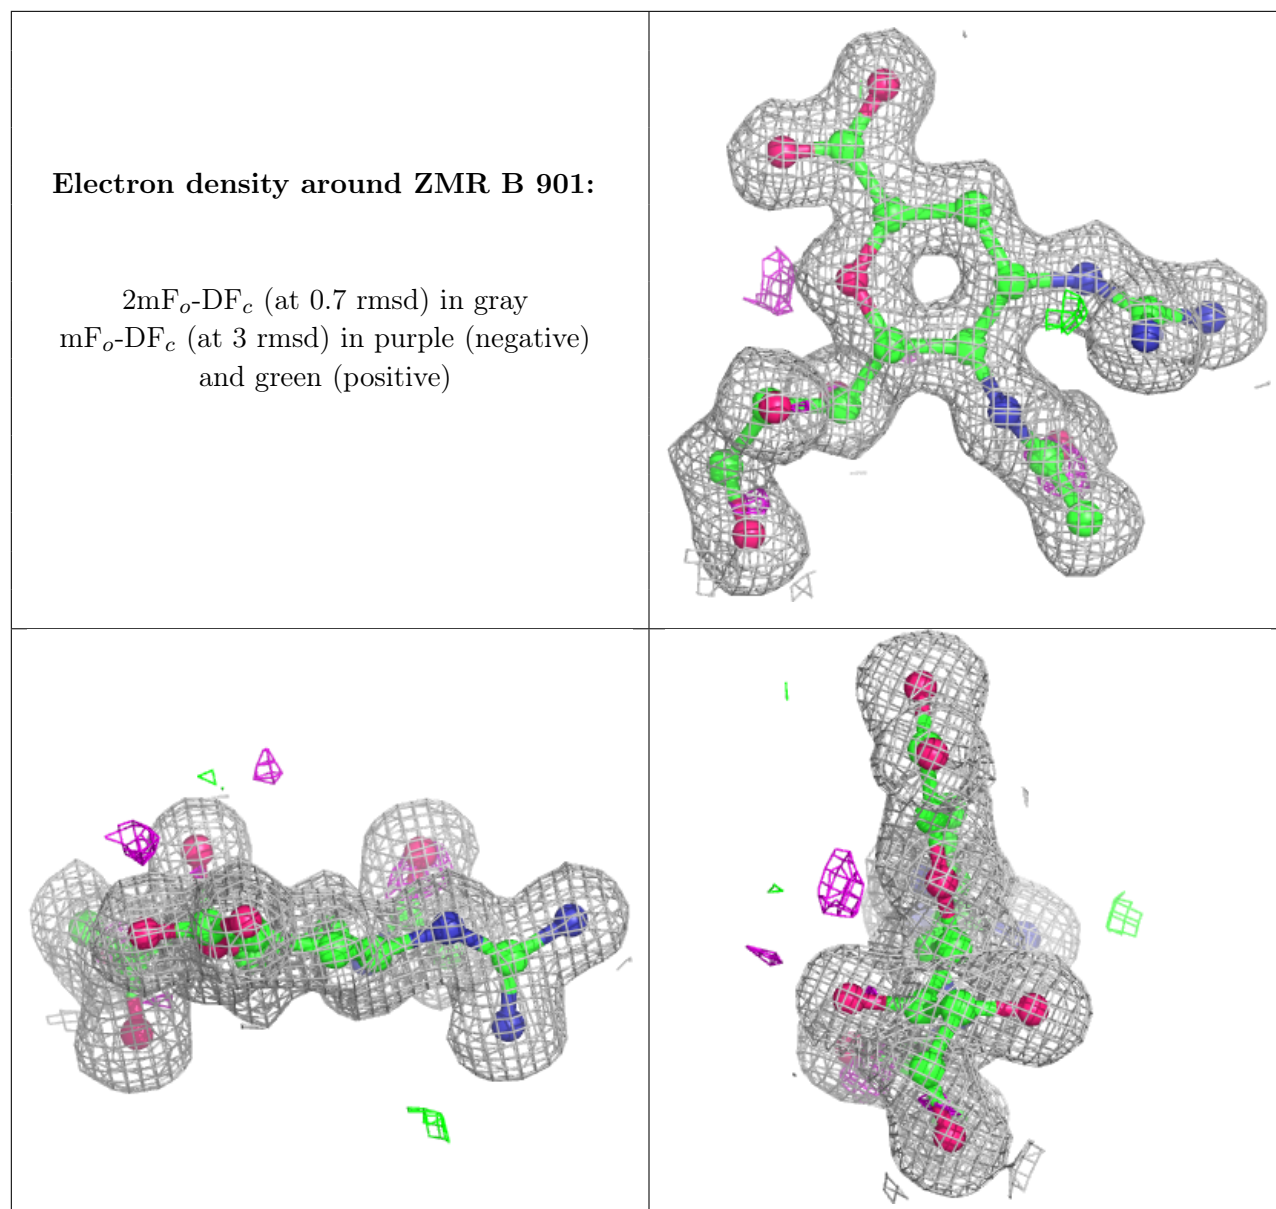 Electron density around ZMR B 901:
2mFo-DFc (at 0.7 rmsd) in gray
mFo-DFc (at 3 rmsd) in purple (negative)
and green (positive)